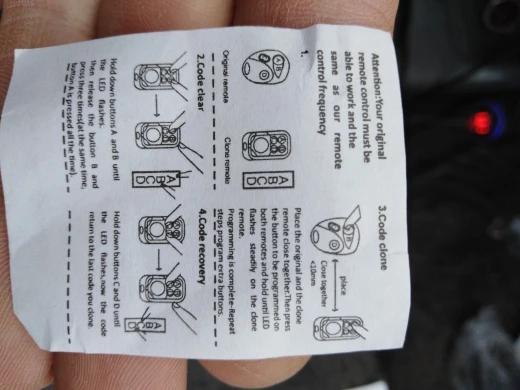 Attention:Your original
remote control must be
able to work and the
same as our remote
control frequency
1.
Original remote
Clone remote
A
B
C
D
2.Code clear
A
B
C
D
Hold down buttons A and B until
the LED flashes.
then release the button B and
press three times(at the same time,
button A is pressed all the time).
3.Code clone
place
Close together
<10mm
Place the original and the clone
remote close together.Then press
the button to be programmed on
both remotes and hold until LED
flashes steadily on the clone
remote.
Programming is complete-Repeat
steps program extra buttons.
4.Code recovery
A
B
C
Hold down buttons C and D until
the LED flashes,now the code
return to the last code you clone.